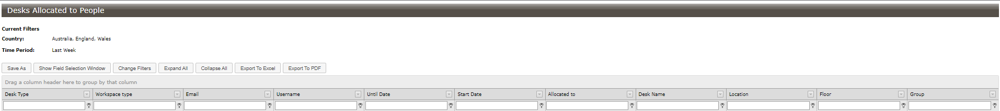 Desks Allocated to People
Current Filters
Country: Australia, England, Wales
Time Period: Last Week
Save As Show Field Selection Window Change Filters Expand All Collapse All Export To Excel Export To PDF
Drag a column header here to group by that column
Desk Type Workspace type Email Username Until Date Start Date Allocated to Desk Name Location Floor Group